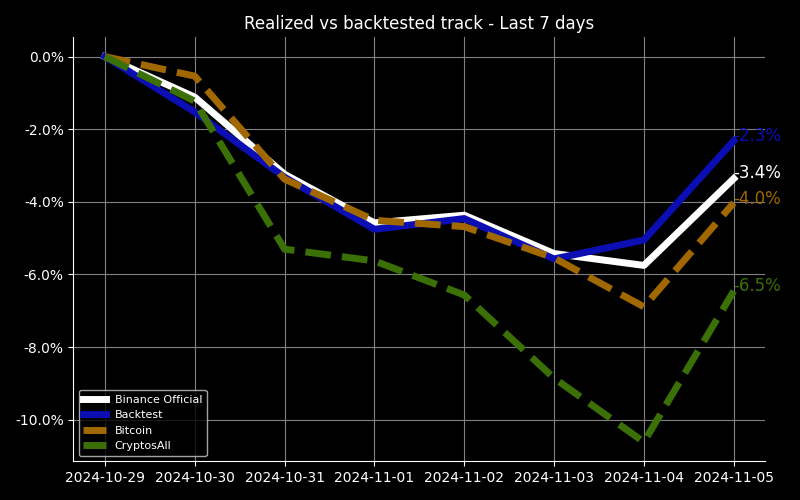 Realized vs backtested track - Last 7 days
0.0%
-2.0%
-4.0%
-6.0%
-8.0%
-10.0%
-2.3%
-3.4%
-4.0%
-6.5%
Binance Official
Backtest
Bitcoin
CryptosAll
2024-10-29 2024-10-30 2024-10-31 2024-11-01 2024-11-02 2024-11-03 2024-11-04 2024-11-05